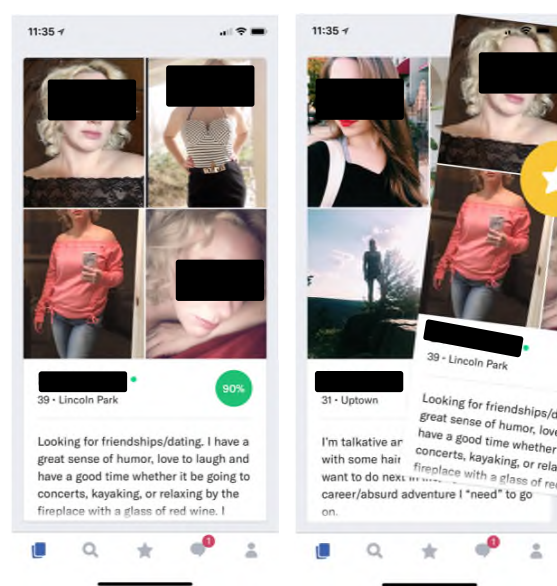 11:35
90%
39 • Lincoln Park
Looking for friendships/dating. I have a
great sense of humor, love to laugh and
have a good time whether it be going to
concerts, kayaking, or relaxing by the
fireplace with a glass of red wine. I
1
11:35
31 • Uptown
I'm talkative an
with some hair
want to do next
career/absurd adventure I “need” to go
on.
39 • Lincoln Park
Looking for friendships/d
great sense of humor, love
have a good time whether
concerts, kayaking, or rela
fireplace with a glass of red
1